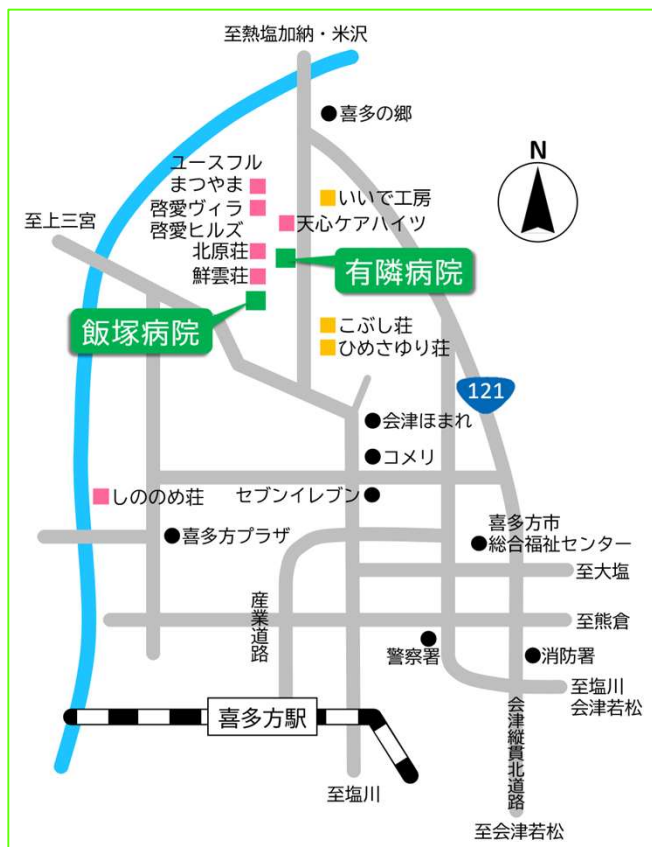 至熱塩加納・米沢
喜多の郷
N
ユースフル
まつやま
いいで工房
啓愛ヴィラ
天心ケアハイツ
至上三宮
啓愛ヒルズ
北原荘
有隣病院
鮮雲荘
飯塚病院
こぶし荘
ひめさゆり荘
121
会津ほまれ
コメリ
しののめ荘
セブンイレブン
喜多方プラザ
喜多方市
総合福祉センター
至大塩
産業道路
至熊倉
警察署
消防署
至塩川
会津若松
会津縦貫北道路
喜多方駅
至塩川
至会津若松